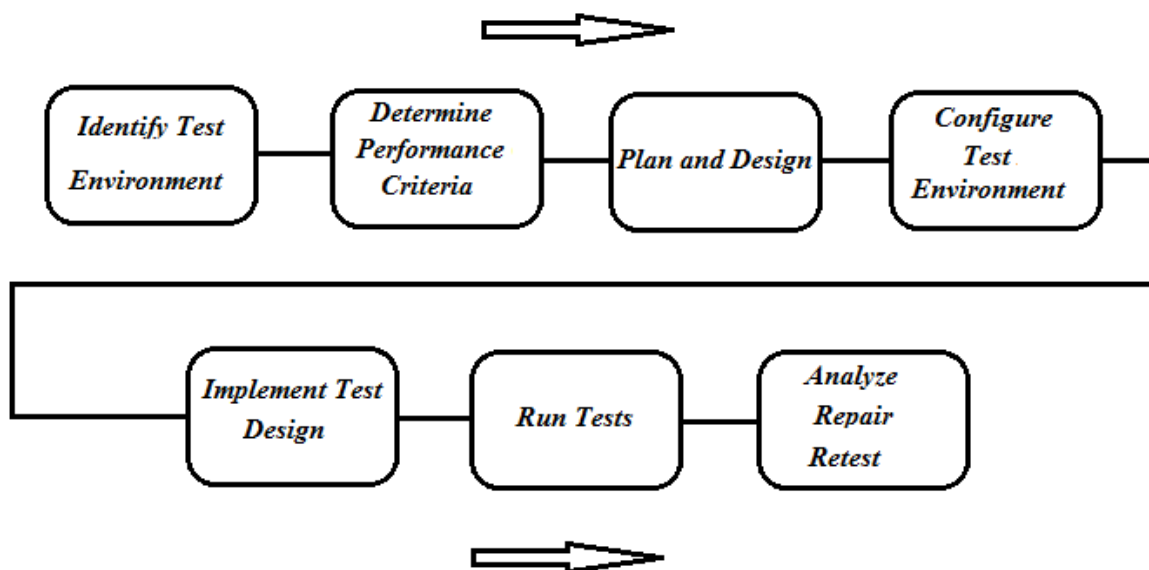 Identify Test
Environment
Determine
Performance
Criteria
Plan and Design
Configure
Test
Environment
Implement Test
Design
Run Tests
Analyze
Repair
Retest